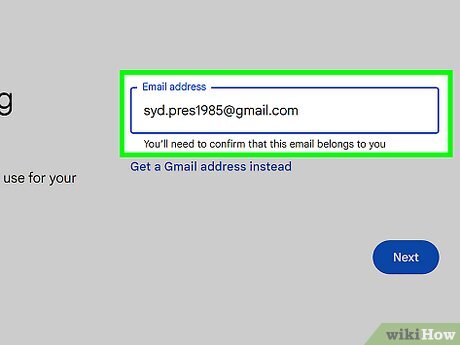 g
Email address
syd.pres1985@gmail.com
You'll need to confirm that this email belongs to you
Get a Gmail address instead
use for your
Next
wikiHow